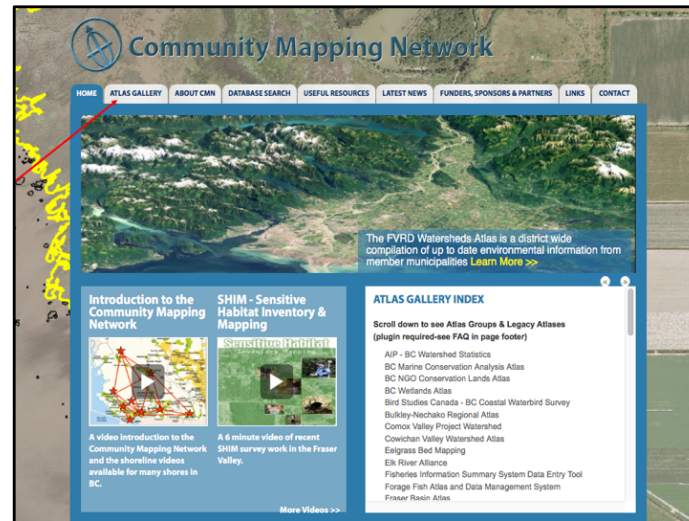 Community Mapping Network
HOME ATLAS GALLERY ABOUT CMN DATABASE SEARCH USEFUL RESOURCES LATEST NEWS FUNDERS, SPONSORS & PARTNERS LINKS CONTACT
The FVRD Watersheds Atlas is a district wide
compilation of up to date environmental information from
member municipalities Learn More >>
Introduction to the
Community Mapping
Network
A video introduction to the
Community Mapping Network
and the shoreline videos
available for many shores in
BC.
SHIM - Sensitive
Habitat Inventory &
Mapping
Sensitive Habitat
Inventory Mapping
A 6 minute video of recent
SHIM survey work in the Fraser
Valley.
More Videos >>
ATLAS GALLERY INDEX
Scroll down to see Atlas Groups & Legacy Atlases
(plugin required-see FAQ in page footer)
AIP - BC Watershed Statistics
BC Marine Conservation Analysis Atlas
BC NGO Conservation Lands Atlas
BC Wetlands Atlas
Bird Studies Canada - BC Coastal Waterbird Survey
Bulkley-Nechako Regional Atlas
Comox Valley Project Watershed
Cowichan Valley Watershed Atlas
Eelgrass Bed Mapping
Elk River Alliance
Fisheries Information Summary System Data Entry Tool
Forage Fish Atlas and Data Management System
Fraser Basin Atlas